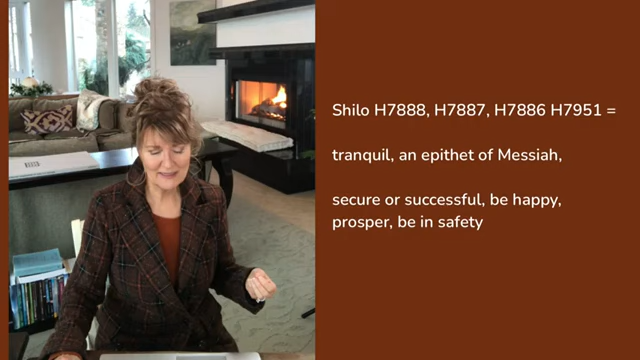 Shilo H7888, H7887, H7886 H7951 =
tranquil, an epithet of Messiah,
secure or successful, be happy,
prosper, be in safety